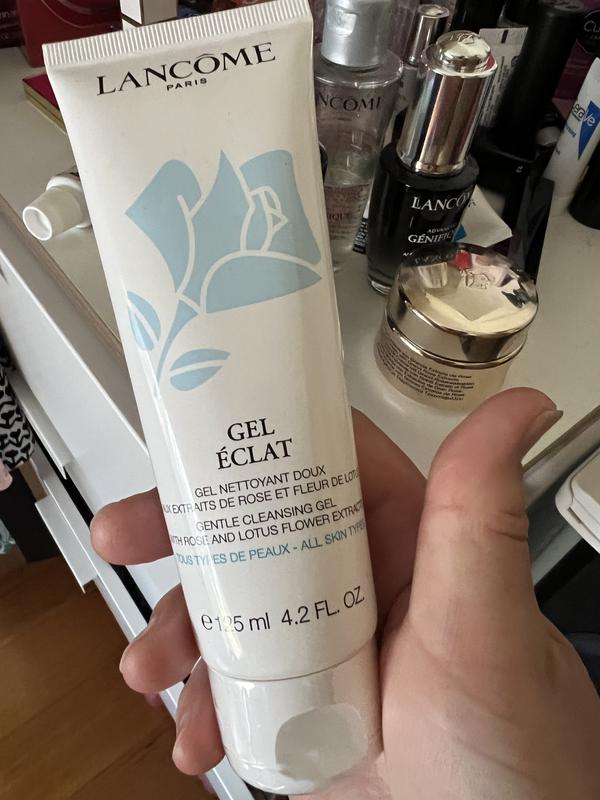 LANCÔME
PARIS
GEL
ÉCLAT
GEL NETTOYANT DOUX
AUX EXTRAITS DE ROSE ET FLEUR DE LOTUS
GENTLE CLEANSING GEL
WITH ROSE AND LOTUS FLOWER EXTRACTS
TOUS TYPES DE PEAUX - ALL SKIN TYPES
e 125 ml 4.2 FL. OZ.
LANCÔME
LANCÔME
ADVANCED
GÉNIFIQUE